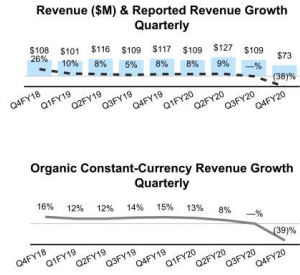 Revenue ($M) & Reported Revenue Growth
Quarterly
$108 $101 $116 $109 $117 $109 $127 $109 $73
26% 10% 8% 5% 8% 8% 9% —% (38)%
Q4FY18 Q1FY19 Q2FY19 Q3FY19 Q4FY19 Q1FY20 Q2FY20 Q3FY20 Q4FY20
Organic Constant-Currency Revenue Growth
Quarterly
16% 12% 12% 14% 15% 13% 8% —% (39)%
Q4FY18 Q1FY19 Q2FY19 Q3FY19 Q4FY19 Q1FY20 Q2FY20 Q3FY20 Q4FY20